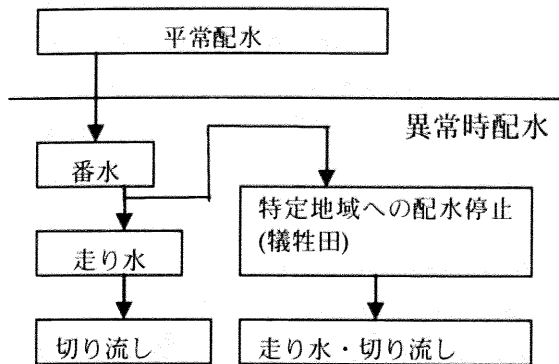 平常配水
異常時配水
番水
特定地域への配水停止
(犠牲田)
走り水
切り流し
走り水・切り流し